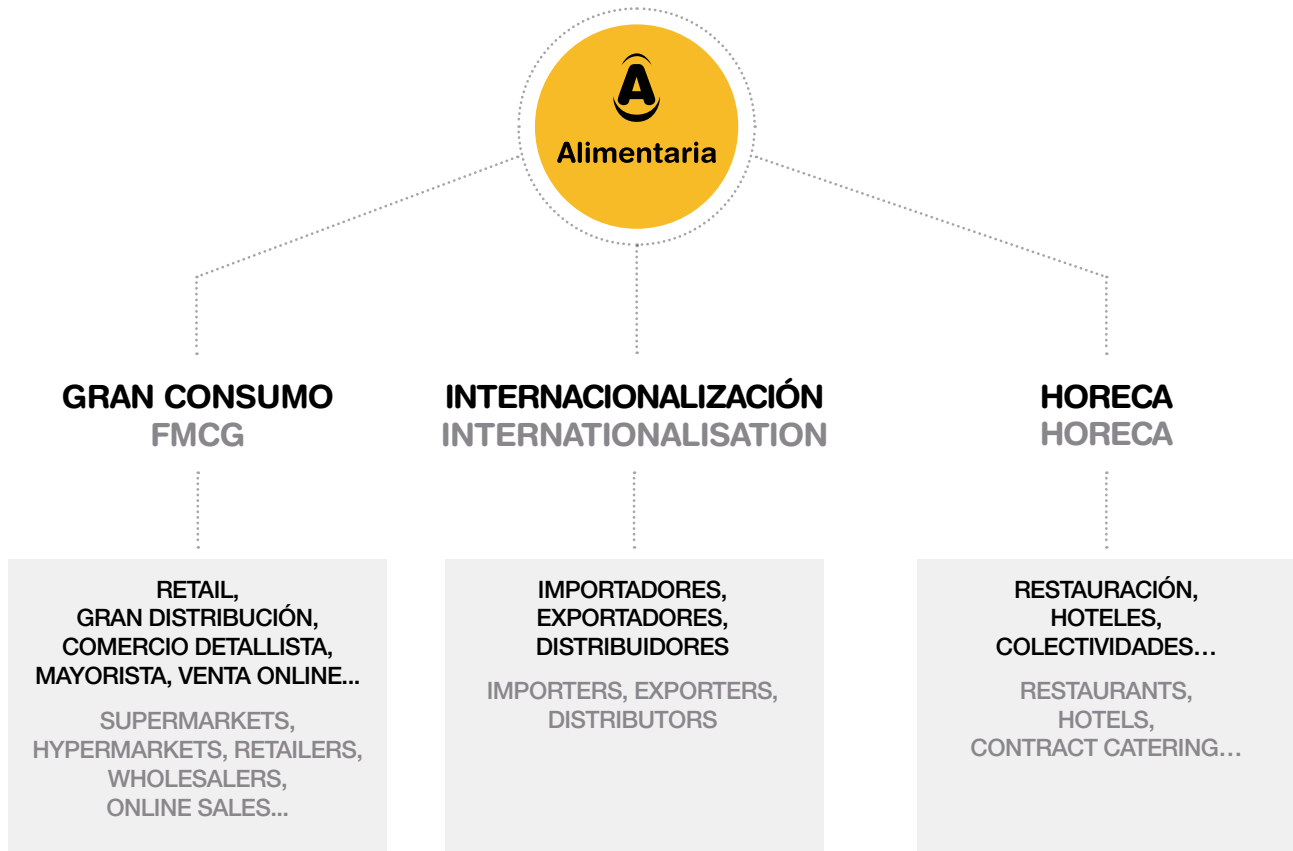 A
Alimentaria
GRAN CONSUMO
FMCG
RETAIL,
GRAN DISTRIBUCIÓN,
COMERCIO DETALLISTA,
MAYORISTA, VENTA ONLINE...
SUPERMARKETS,
HYPERMARKETS, RETAILERS,
WHOLESALERS,
ONLINE SALES...
INTERNACIONALIZACIÓN
INTERNATIONALISATION
IMPORTADORES,
EXPORTADORES,
DISTRIBUIDORES
IMPORTERS, EXPORTERS,
DISTRIBUTORS
HORECA
HORECA
RESTAURACIÓN,
HOTELES,
COLECTIVIDADES…
RESTAURANTS,
HOTELS,
CONTRACT CATERING…